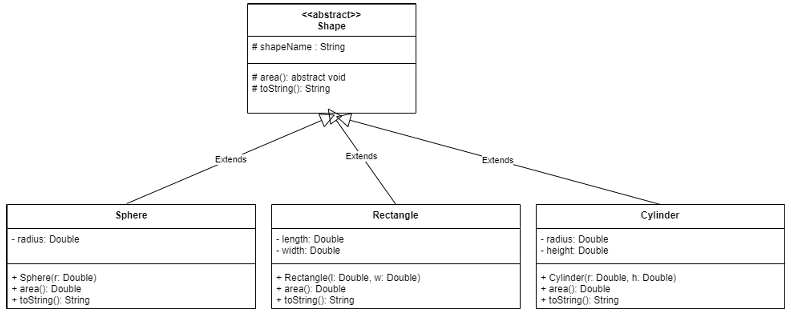 <<abstract>>
Shape
# shapeName : String
# area(): abstract void
# toString(): String
Extends
Extends
Extends
Sphere
- radius: Double
+ Sphere(r: Double)
+ area(): Double
+ toString(): String
Rectangle
- length: Double
- width: Double
+ Rectangle(l: Double, w: Double)
+ area(): Double
+ toString(): String
Cylinder
- radius: Double
- height: Double
+ Cylinder(r: Double, h: Double)
+ area(): Double
+ toString(): String